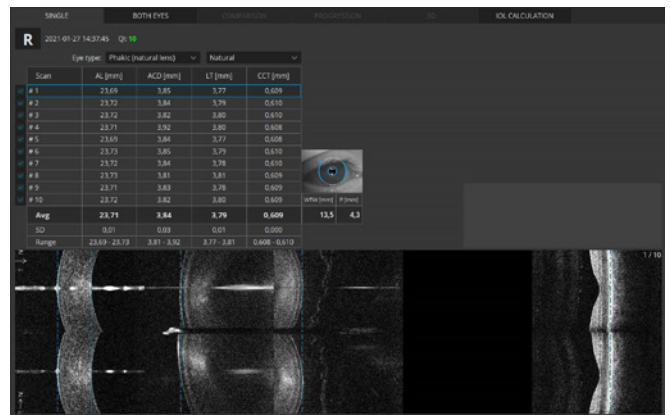 SINGLE BOTH EYES COMPARISON PROGRESSION 3D IOL CALCULATION
R 2021-01-27 14:37:45 Qt: 10
Eye type: Phakic (natural lens) Natural
Scan AL [mm] ACD [mm] LT [mm] CCT [mm]
# 1 23,69 3,85 3,77 0,609
# 2 23,72 3,84 3,79 0,610
# 3 23,72 3,82 3,80 0,610
# 4 23,71 3,92 3,80 0,608
# 5 23,69 3,84 3,77 0,608
# 6 23,73 3,85 3,79 0,610
# 7 23,72 3,84 3,78 0,610
# 8 23,73 3,81 3,81 0,609
# 9 23,71 3,83 3,78 0,609
# 10 23,72 3,82 3,80 0,609
WtW [mm] P [mm]
Avg 23,71 3,84 3,79 0,609 13,5 4,3
SD 0,01 0,03 0,01 0,000
Range 23,69 - 23,73 3,81 - 3,92 3,77 - 3,81 0,608 - 0,610
1 / 10